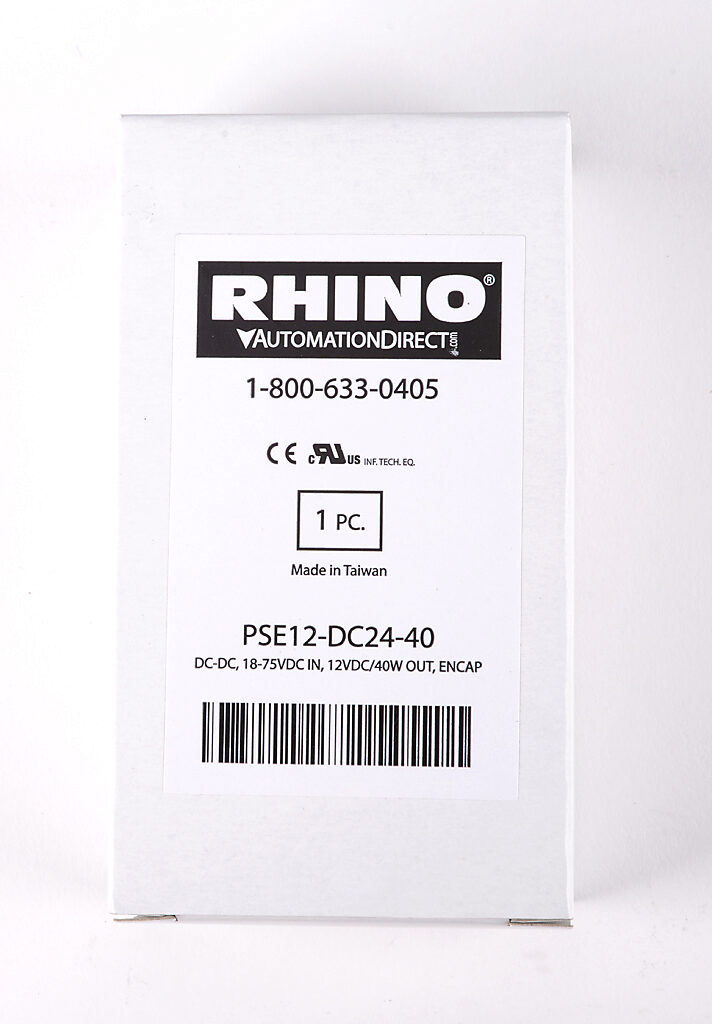 RHINO®
AUTOMATIONDIRECT.com
1-800-633-0405
CE c RU US INF. TECH. EQ.
1 PC.
Made in Taiwan
PSE12-DC24-40
DC-DC, 18-75VDC IN, 12VDC/40W OUT, ENCAP